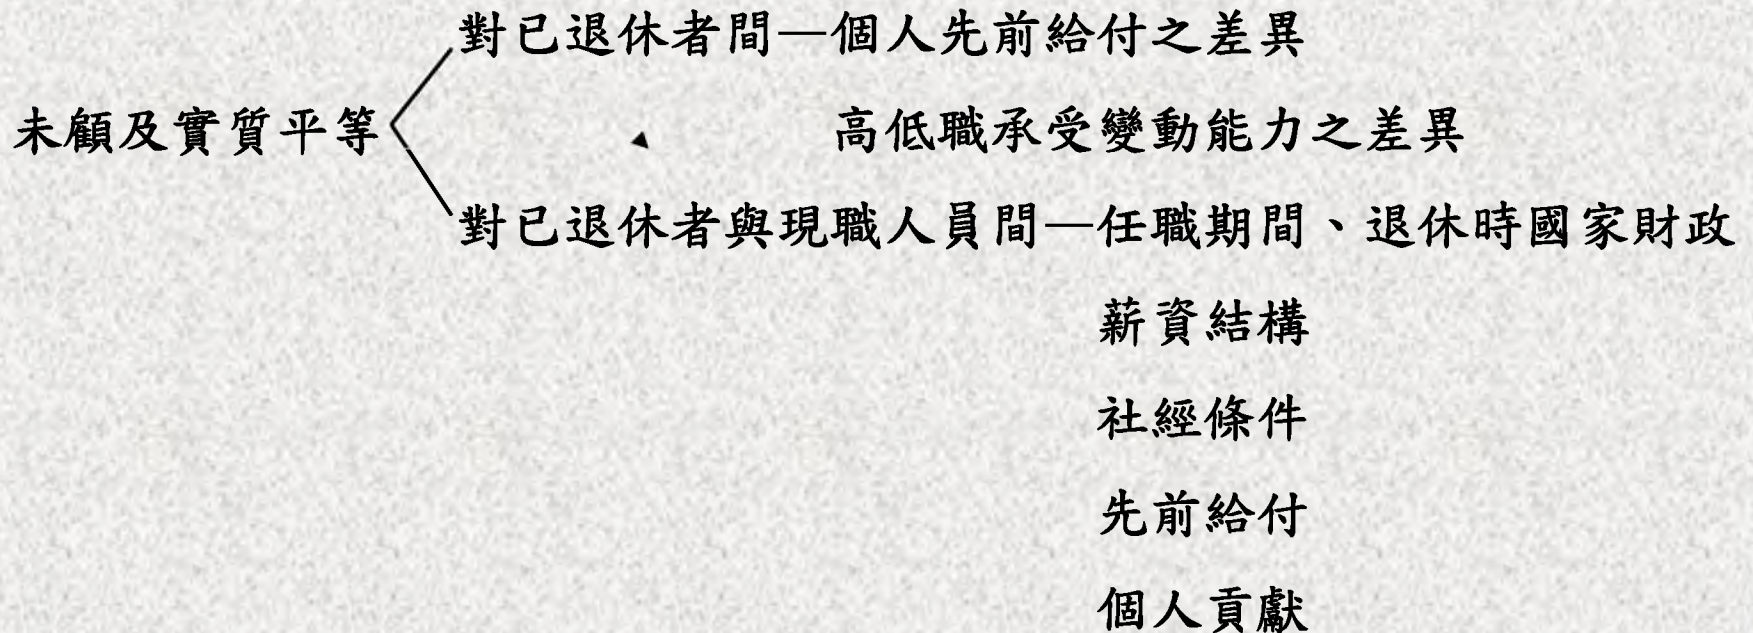 對已退休者間—個人先前給付之差異
未顧及實質平等
高低職承受變動能力之差異
對已退休者與現職人員間—任職期間、退休時國家財政
薪資結構
社經條件
先前給付
個人貢獻